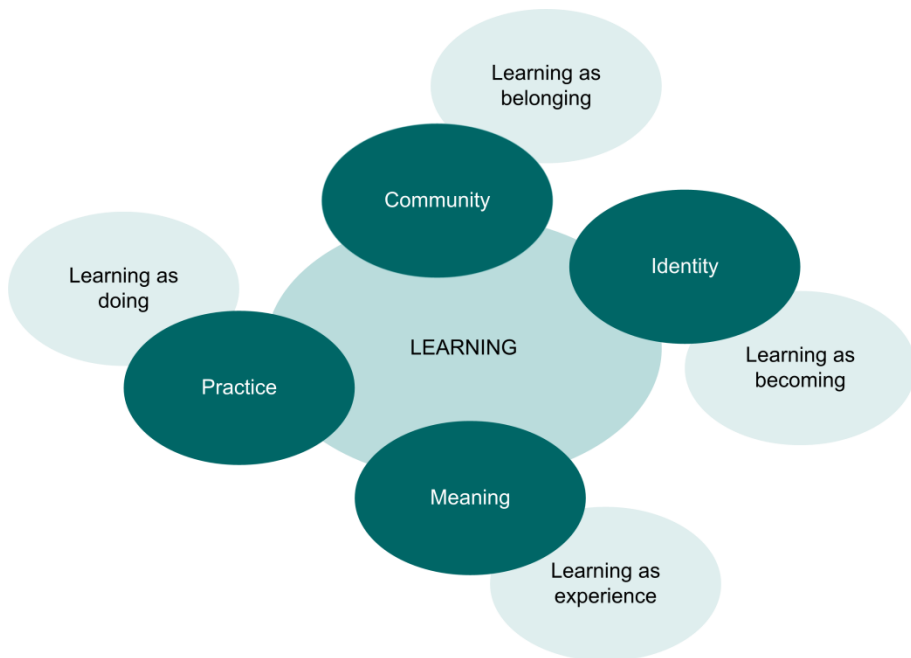 Learning as
belonging
Community
Identity
Learning as
doing
LEARNING
Learning as
becoming
Practice
Meaning
Learning as
experience